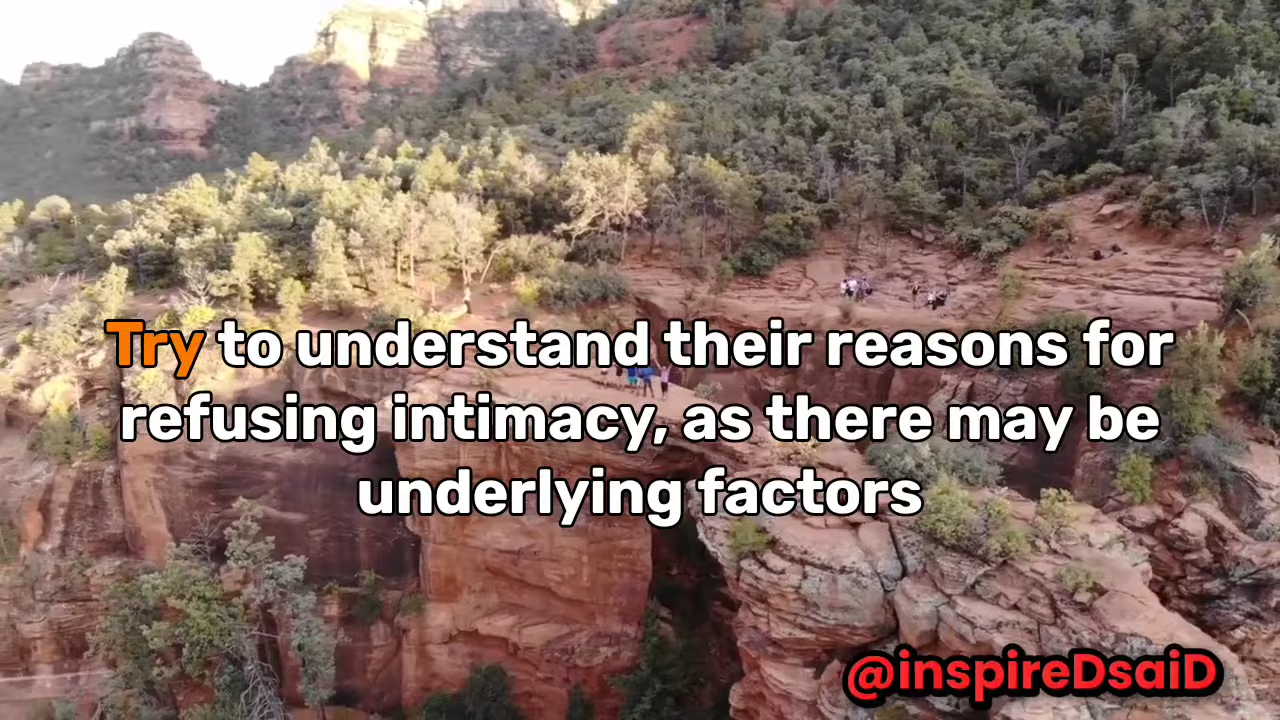 Try to understand their reasons for
refusing intimacy, as there may be
underlying factors
@inspireDsaiD